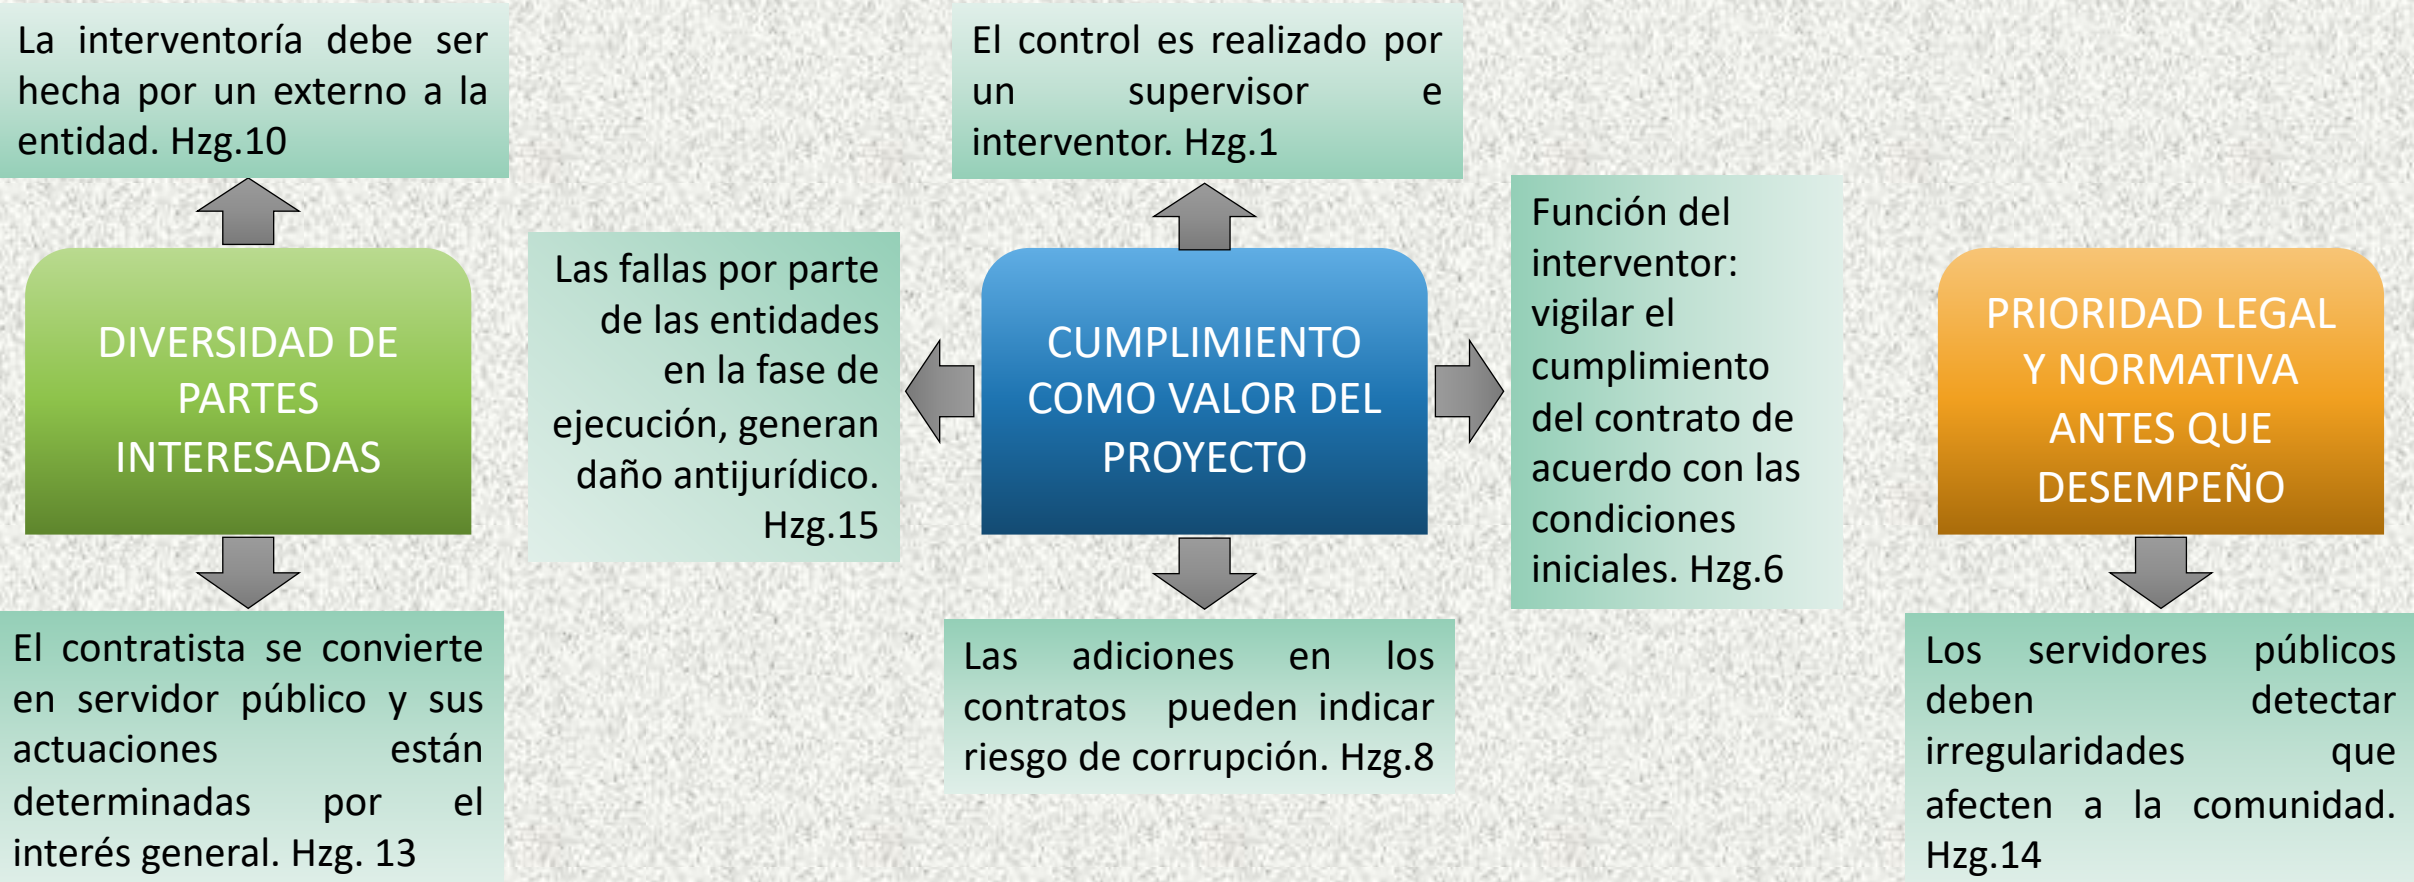 La interventoría debe ser
hecha por un externo a la
entidad. Hzg.10
El control es realizado por
un supervisor e
interventor. Hzg.1
DIVERSIDAD DE
PARTES
INTERESADAS
Las fallas por parte
de las entidades
en la fase de
ejecución, generan
daño antijurídico.
Hzg.15
CUMPLIMIENTO
COMO VALOR DEL
PROYECTO
Función del
interventor:
vigilar el
cumplimiento
del contrato de
acuerdo con las
condiciones
iniciales. Hzg.6
PRIORIDAD LEGAL
Y NORMATIVA
ANTES QUE
DESEMPEÑO
El contratista se convierte
en servidor público y sus
actuaciones están
determinadas por el
interés general. Hzg. 13
Las adiciones en los
contratos pueden indicar
riesgo de corrupción. Hzg.8
Los servidores públicos
deben detectar
irregularidades que
afecten a la comunidad.
Hzg.14